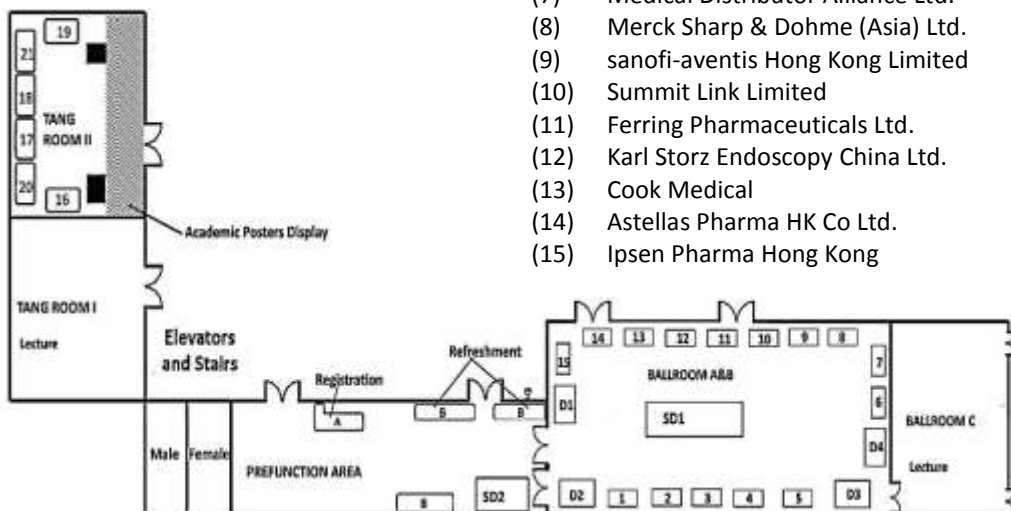 (7) Medical Distributor Alliance Ltd.
(8) Merck Sharp & Dohme (Asia) Ltd.
(9) sanofi-aventis Hong Kong Limited
(10) Summit Link Limited
(11) Ferring Pharmaceuticals Ltd.
(12) Karl Storz Endoscopy China Ltd.
(13) Cook Medical
(14) Astellas Pharma HK Co Ltd.
(15) Ipsen Pharma Hong Kong
19
21
18
17
20
16
TANG
ROOM II
Academic Posters Display
TANG ROOM I
Lecture
Elevators
and Stairs
Registration
A
Refreshment
B
B
Male
Female
PREFUNCTION AREA
B
SD2
14
13
12
11
10
9
8
15
7
BALLROOM A&B
D1
SD1
6
D4
D2
1
2
3
4
5
D3
BALLROOM C
Lecture